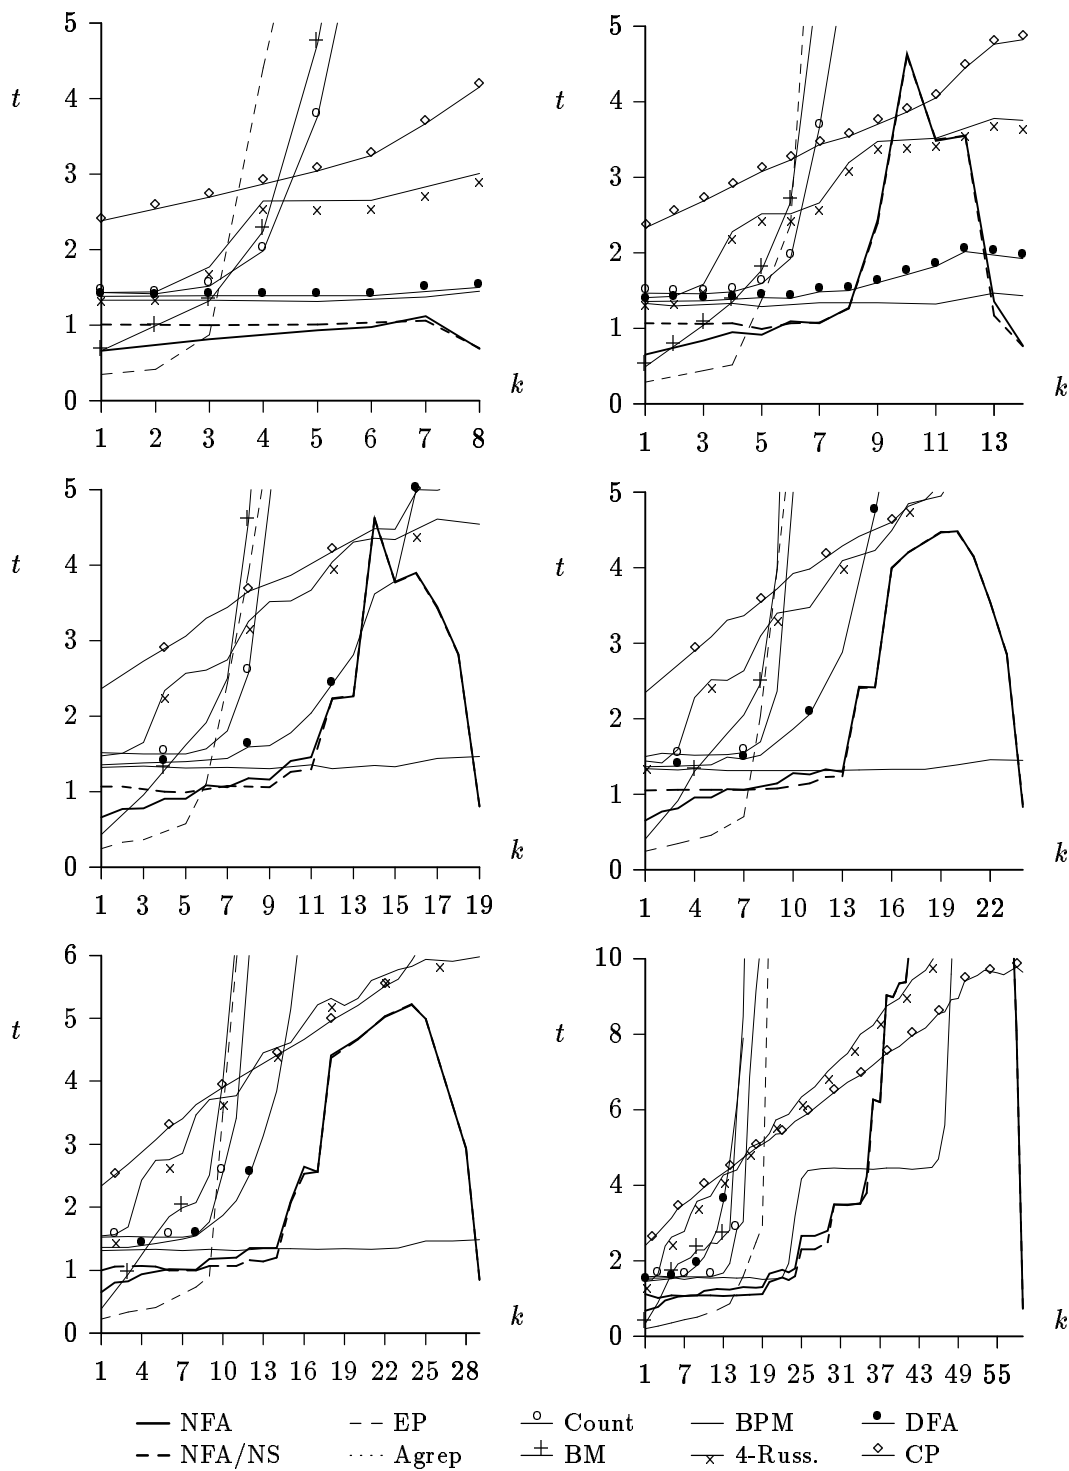 5
4
3
2
1
0
t
k
1 2 3 4 5 6 7 8
5
4
3
2
1
0
t
k
1 3 5 7 9 11 13
5
4
3
2
1
0
t
k
1 3 5 7 9 11 13 15 17 19
5
4
3
2
1
0
t
k
1 4 7 10 13 16 19 22
6
5
4
3
2
1
0
t
k
1 4 7 10 13 16 19 22 25 28
10
8
6
4
2
0
t
k
1 7 13 19 25 31 37 43 49 55
NFA EP Count BPM DFA
NFA/NS Agrep BM 4-Russ. CP